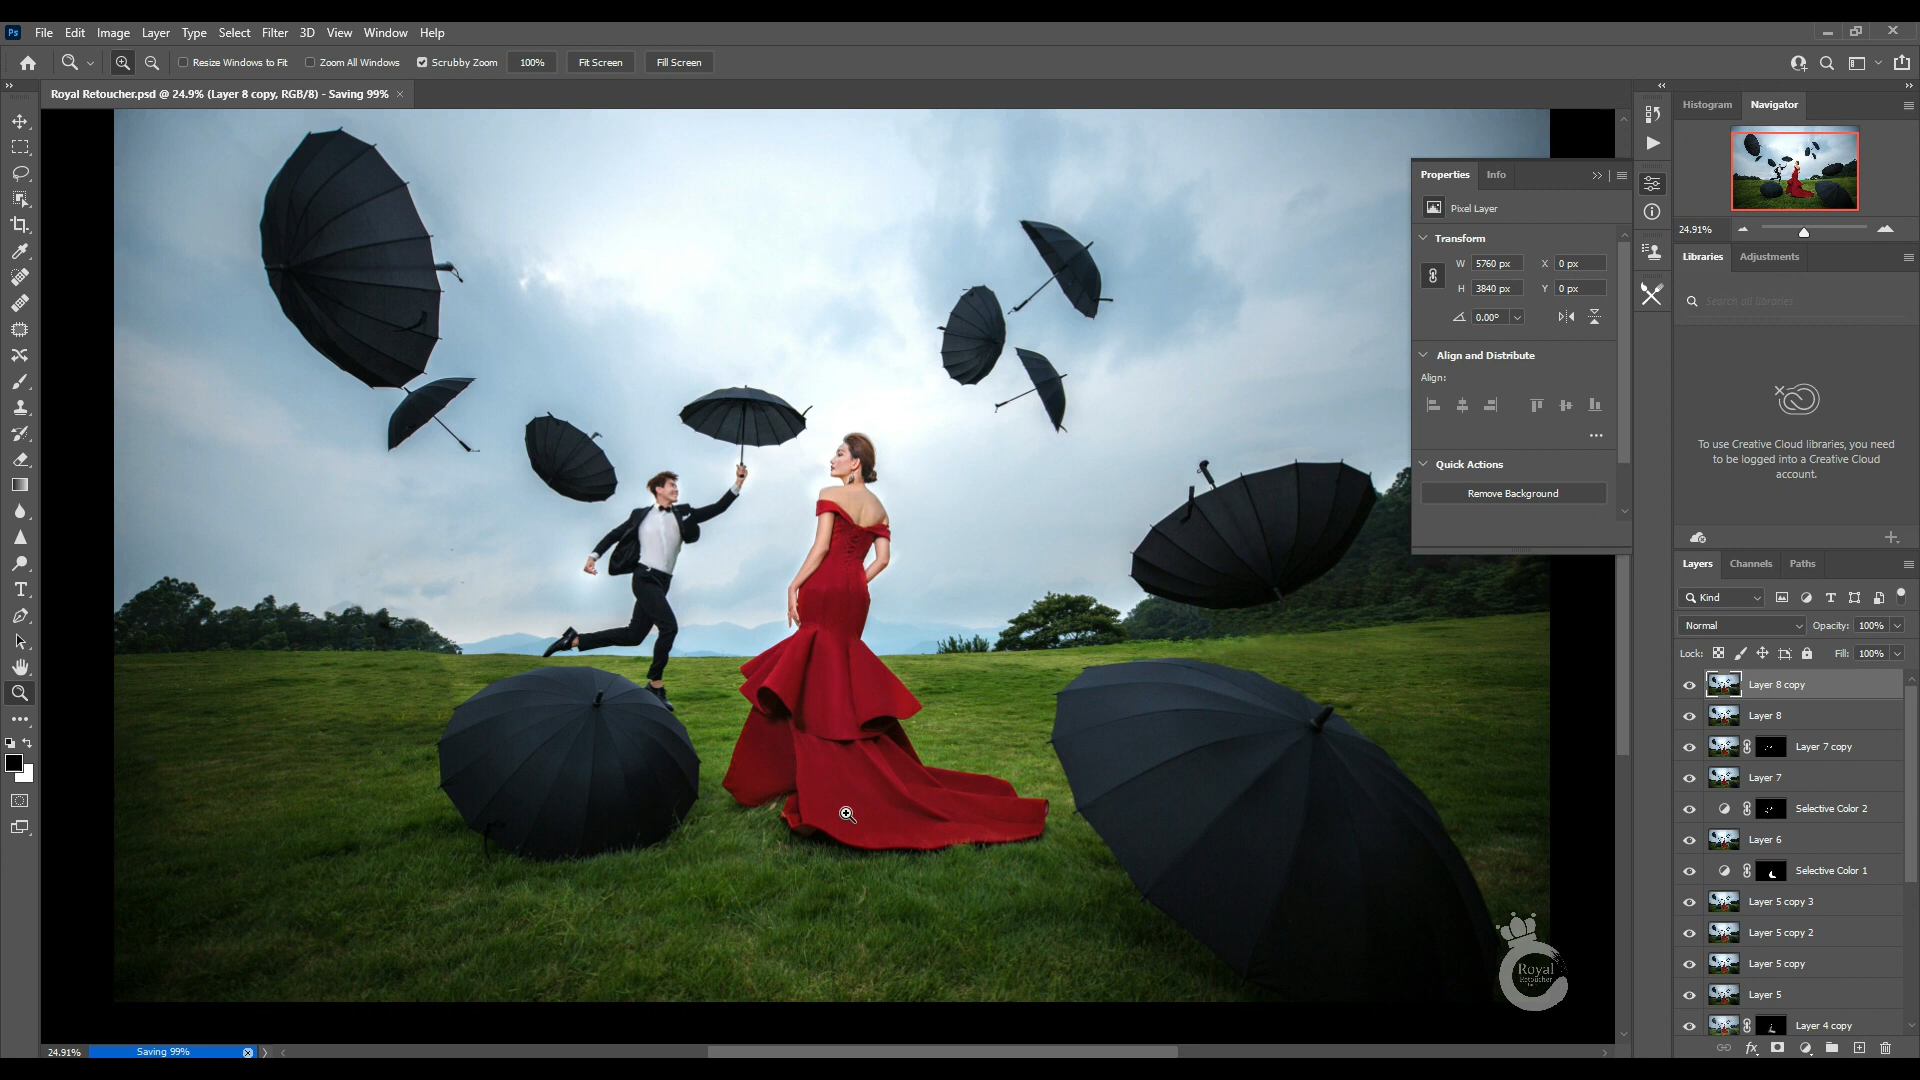 Ps File Edit Image Layer Type Select Filter 3D View Window Help
Resize Windows to Fit Zoom All Windows Scrubby Zoom 100% Fit Screen Fill Screen
Royal Retoucher.psd @ 24.9% (Layer 8 copy, RGB/8) - Saving 99% ×
Histogram Navigator
24.91%
Properties Info
Pixel Layer
Transform
W 5760 px X 0 px
H 3840 px Y 0 px
0.00°
Align and Distribute
Align:
Quick Actions
Remove Background
Libraries Adjustments
Search all libraries
To use Creative Cloud libraries, you need
to be logged into a Creative Cloud
account.
Layers Channels Paths
Kind
Normal Opacity: 100%
Lock: Fill: 100%
Layer 8 copy
Layer 8
Layer 7 copy
Layer 7
Selective Color 2
Layer 6
Selective Color 1
Layer 5 copy 3
Layer 5 copy 2
Layer 5 copy
Layer 5
Layer 4 copy
fx
Royal
Retoucher
24.91% Saving 99%